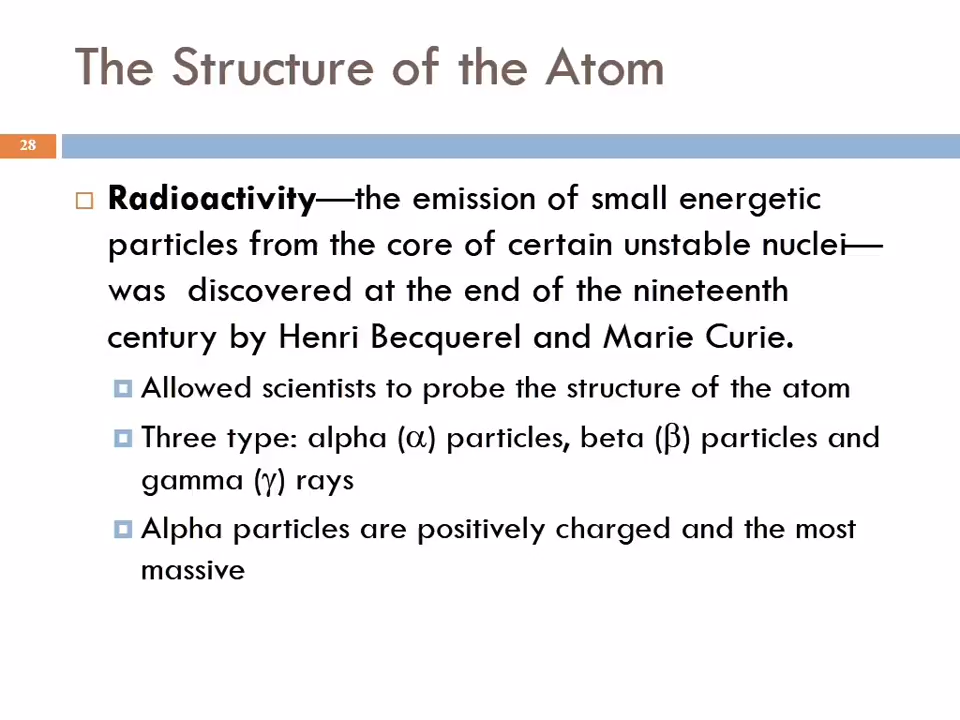 The Structure of the Atom
28
Radioactivity—the emission of small energetic
particles from the core of certain unstable nuclei—
was  discovered at the end of the nineteenth
century by Henri Becquerel and Marie Curie.
Allowed scientists to probe the structure of the atom
Three type: alpha (α) particles, beta (β) particles and
gamma (γ) rays
Alpha particles are positively charged and the most
massive